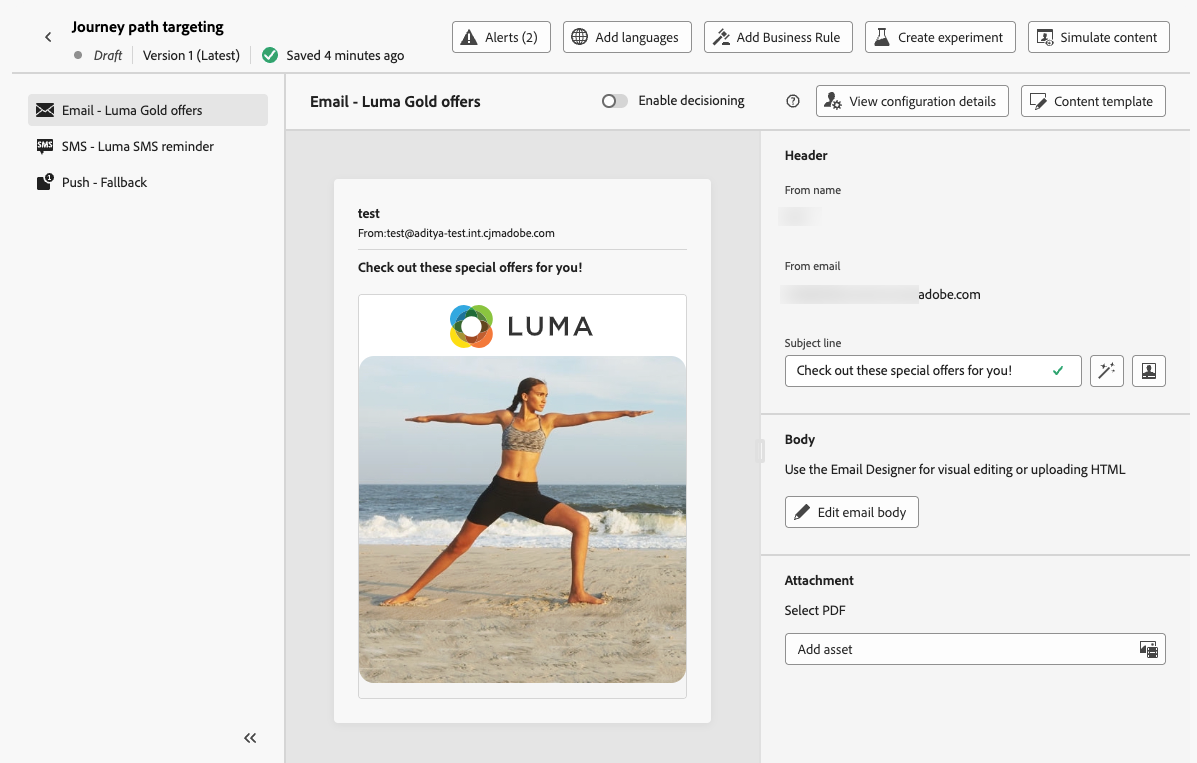 Journey path targeting
Draft
Version 1 (Latest)
Saved 4 minutes ago
Alerts (2)
Add languages
Add Business Rule
Create experiment
Simulate content
Email - Luma Gold offers
SMS
SMS - Luma SMS reminder
1
Push - Fallback
Email - Luma Gold offers
Enable decisioning
?
View configuration details
Content template
test
From:test@aditya-test.int.cjmadobe.com
Check out these special offers for you!
LUMA
Header
From name
From email
adobe.com
Subject line
Check out these special offers for you!
Body
Use the Email Designer for visual editing or uploading HTML
Edit email body
Attachment
Select PDF
Add asset